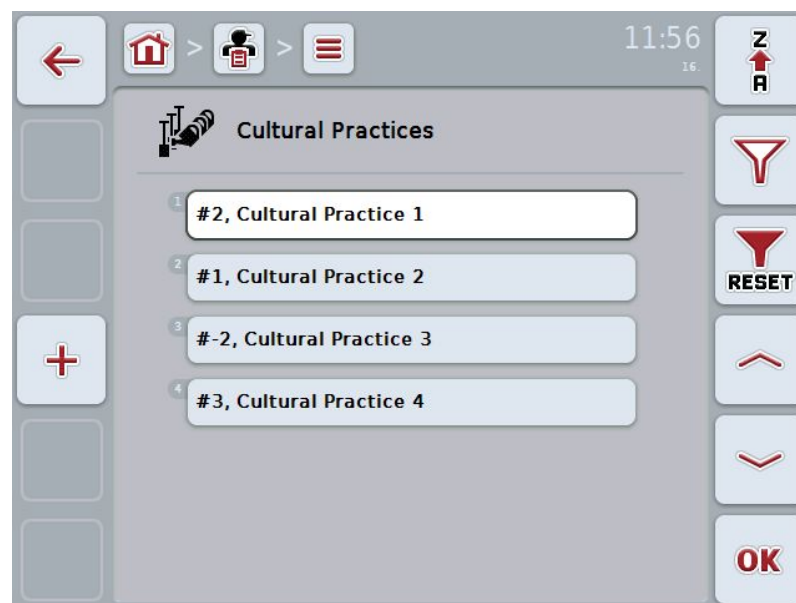 11:56
16.
Z
A
Cultural Practices
1
#2, Cultural Practice 1
2
#1, Cultural Practice 2
RESET
3
#-2, Cultural Practice 3
4
#3, Cultural Practice 4
OK